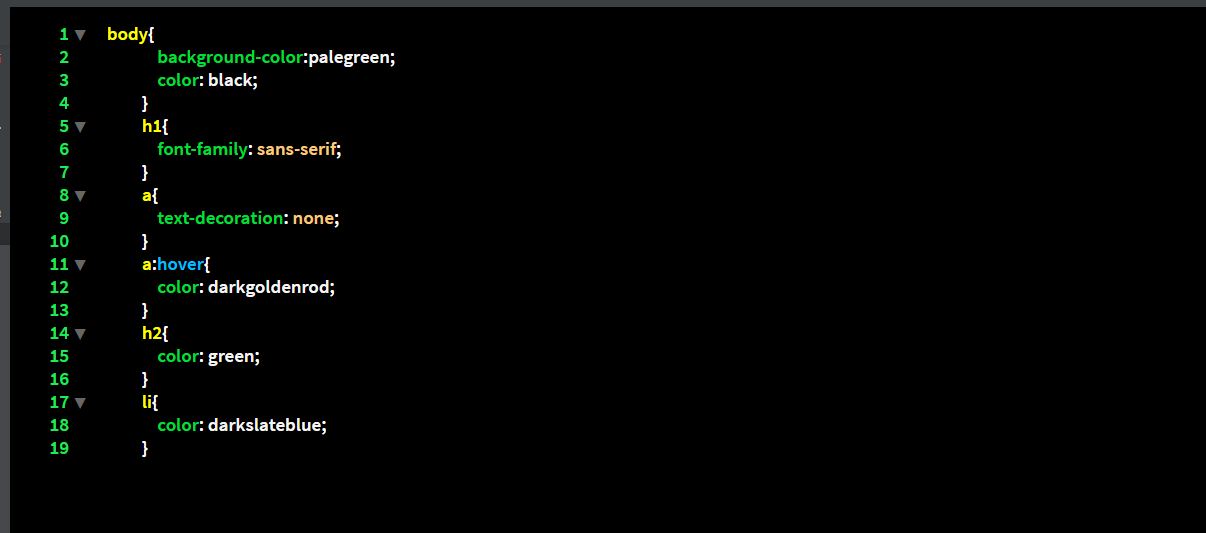 1 ▼ body{
2 background-color:palegreen;
3 color: black;
4 }
5 ▼ h1{
6 font-family: sans-serif;
7 }
8 ▼ a{
9 text-decoration: none;
10 }
11 ▼ a:hover{
12 color: darkgoldenrod;
13 }
14 ▼ h2{
15 color: green;
16 }
17 ▼ li{
18 color: darkslateblue;
19 }